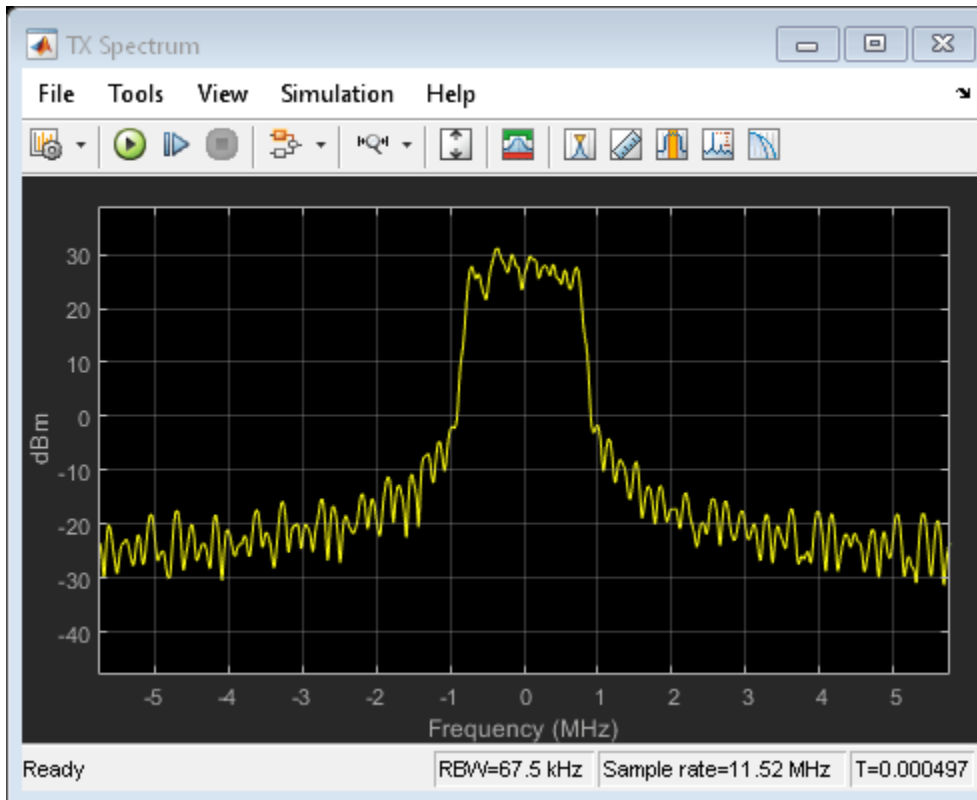 TX Spectrum
File Tools View Simulation Help
30
20
10
0
-10
-20
-30
-40
dBm
-5 -4 -3 -2 -1 0 1 2 3 4 5
Frequency (MHz)
Ready RBW=67.5 kHz Sample rate=11.52 MHz T=0.000497